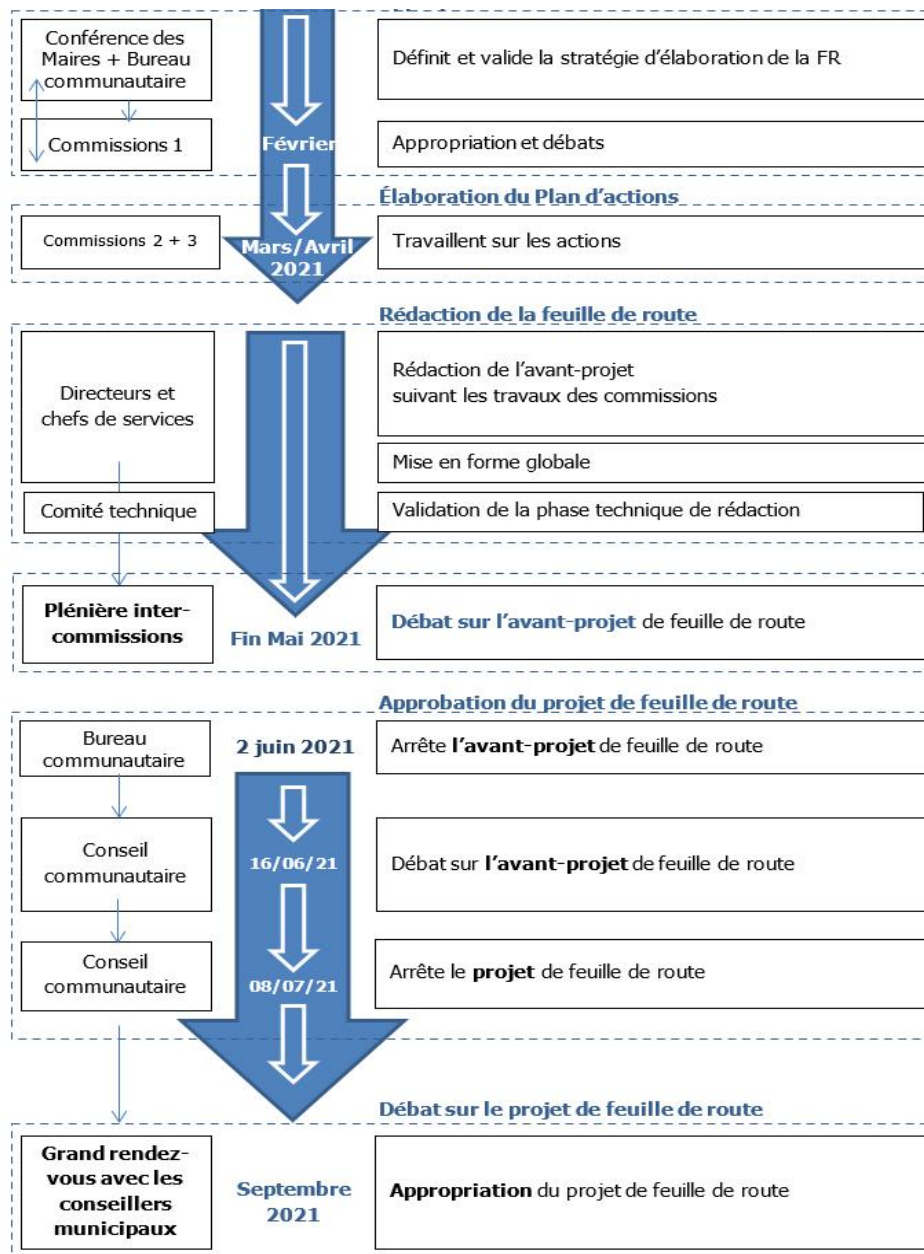 Conférence des
Maires + Bureau
communautaire
Définit et valide la stratégie d'élaboration de la FR
Commissions 1
Février
Appropriation et débats
Élaboration du Plan d'actions
Commissions 2 + 3
Mars/Avril
2021
Travaillent sur les actions
Rédaction de la feuille de route
Directeurs et
chefs de services
Rédaction de l'avant-projet
suivant les travaux des commissions
Mise en forme globale
Comité technique
Validation de la phase technique de rédaction
Plénière inter-
commissions
Fin Mai 2021
Débat sur l'avant-projet de feuille de route
Approbation du projet de feuille de route
Bureau
communautaire
2 juin 2021
Arrête l'avant-projet de feuille de route
Conseil
communautaire
16/06/21
Débat sur l'avant-projet de feuille de route
Conseil
communautaire
08/07/21
Arrête le projet de feuille de route
Débat sur le projet de feuille de route
Grand rendez-
vous avec les
conseillers
municipaux
Septembre
2021
Appropriation du projet de feuille de route